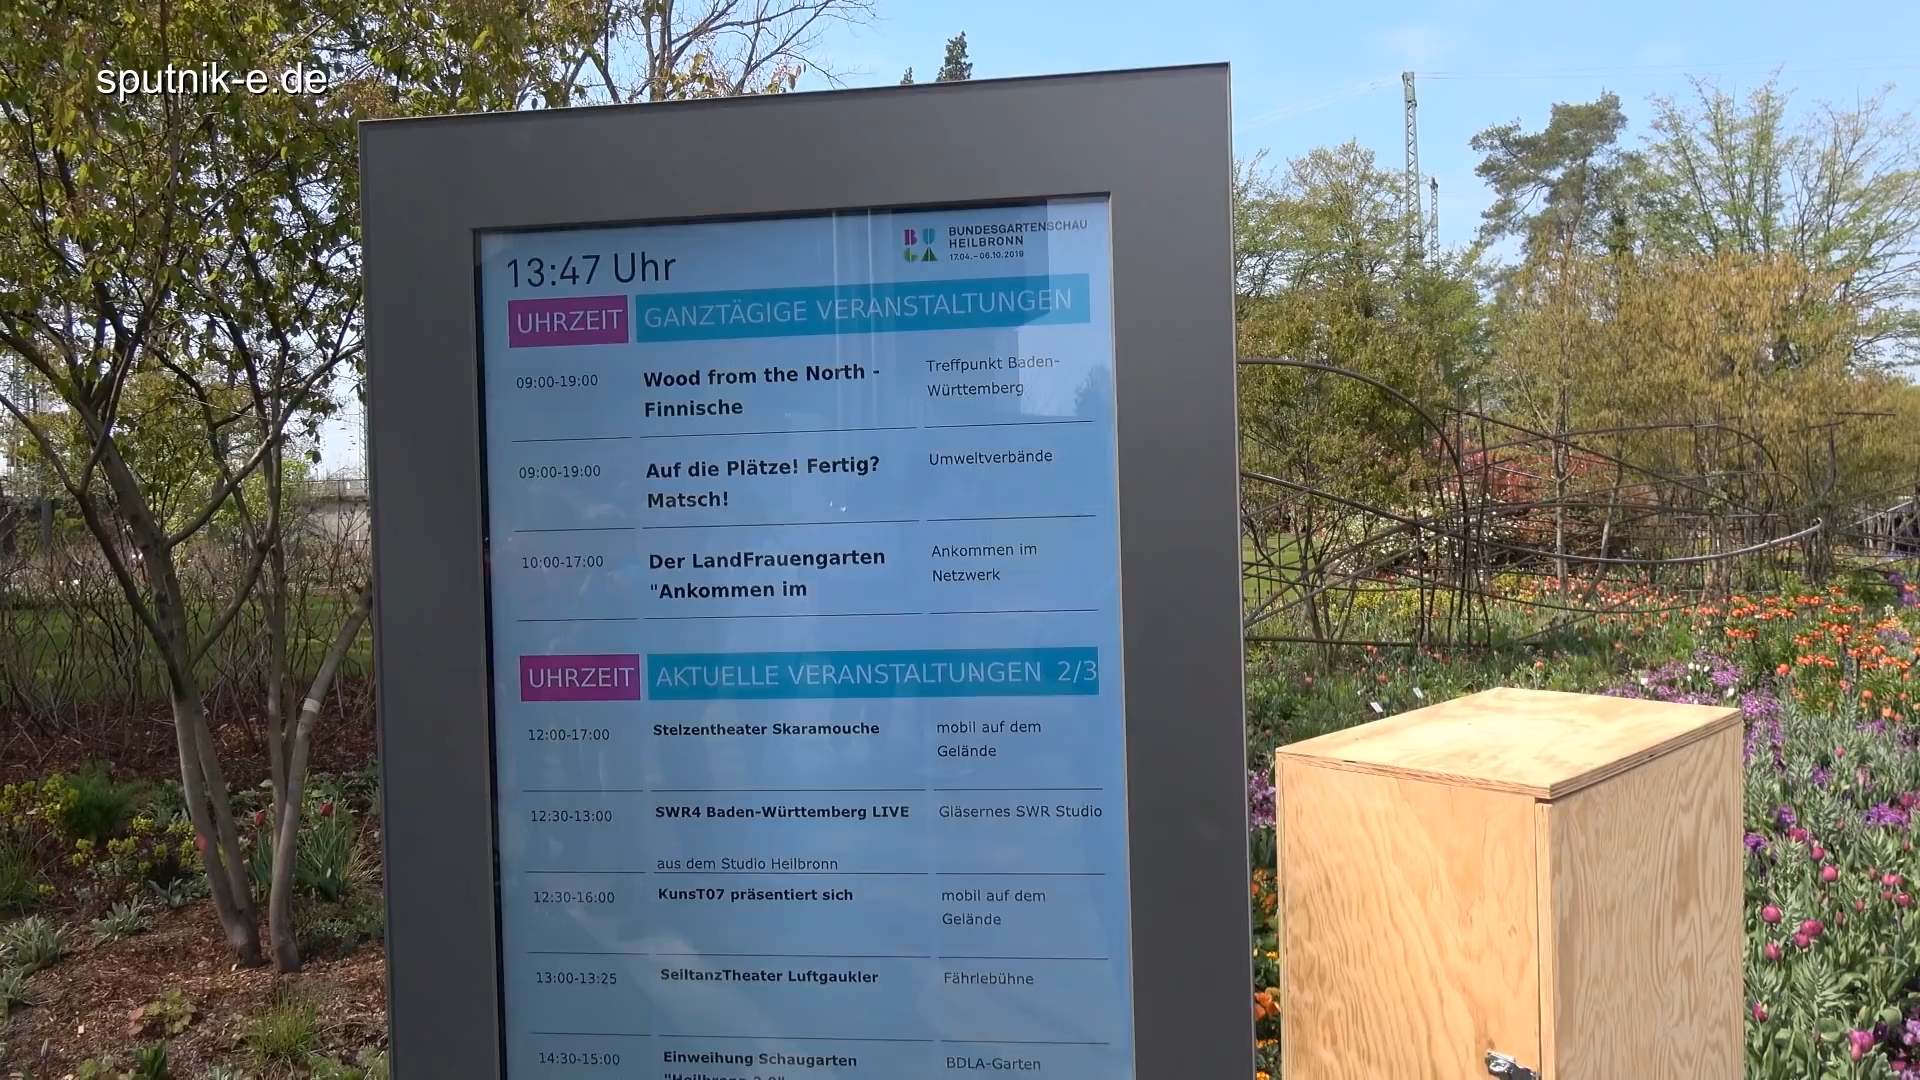 sputnik-e.de
13:47 Uhr
BUGA
BUNDESGARTENSCHAU
HEILBRONN
17.04.–06.10.2019
UHRZEIT GANZTÄGIGE VERANSTALTUNGEN
09:00-19:00 Wood from the North - Treffpunkt Baden-
Finnische Württemberg
09:00-19:00 Auf die Plätze! Fertig? Umweltverbände
Matsch!
10:00-17:00 Der LandFrauengarten Ankommen im
"Ankommen im Netzwerk
UHRZEIT AKTUELLE VERANSTALTUNGEN 2/3
12:00-17:00 Stelzentheater Skaramouche mobil auf dem
Gelände
12:30-13:00 SWR4 Baden-Württemberg LIVE Gläsernes SWR Studio
aus dem Studio Heilbronn
12:30-16:00 KunsT07 präsentiert sich mobil auf dem
Gelände
13:00-13:25 SeiltanzTheater Luftgaukler Fährlebühne
14:30-15:00 Einweihung Schaugarten BDLA-Garten